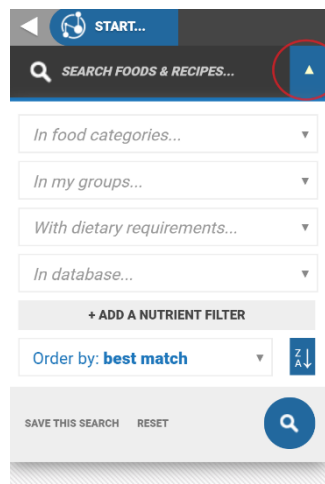 START...
SEARCH FOODS & RECIPES...
In food categories...
In my groups...
With dietary requirements...
In database...
+ ADD A NUTRIENT FILTER
Order by: best match
Z
A
SAVE THIS SEARCH RESET